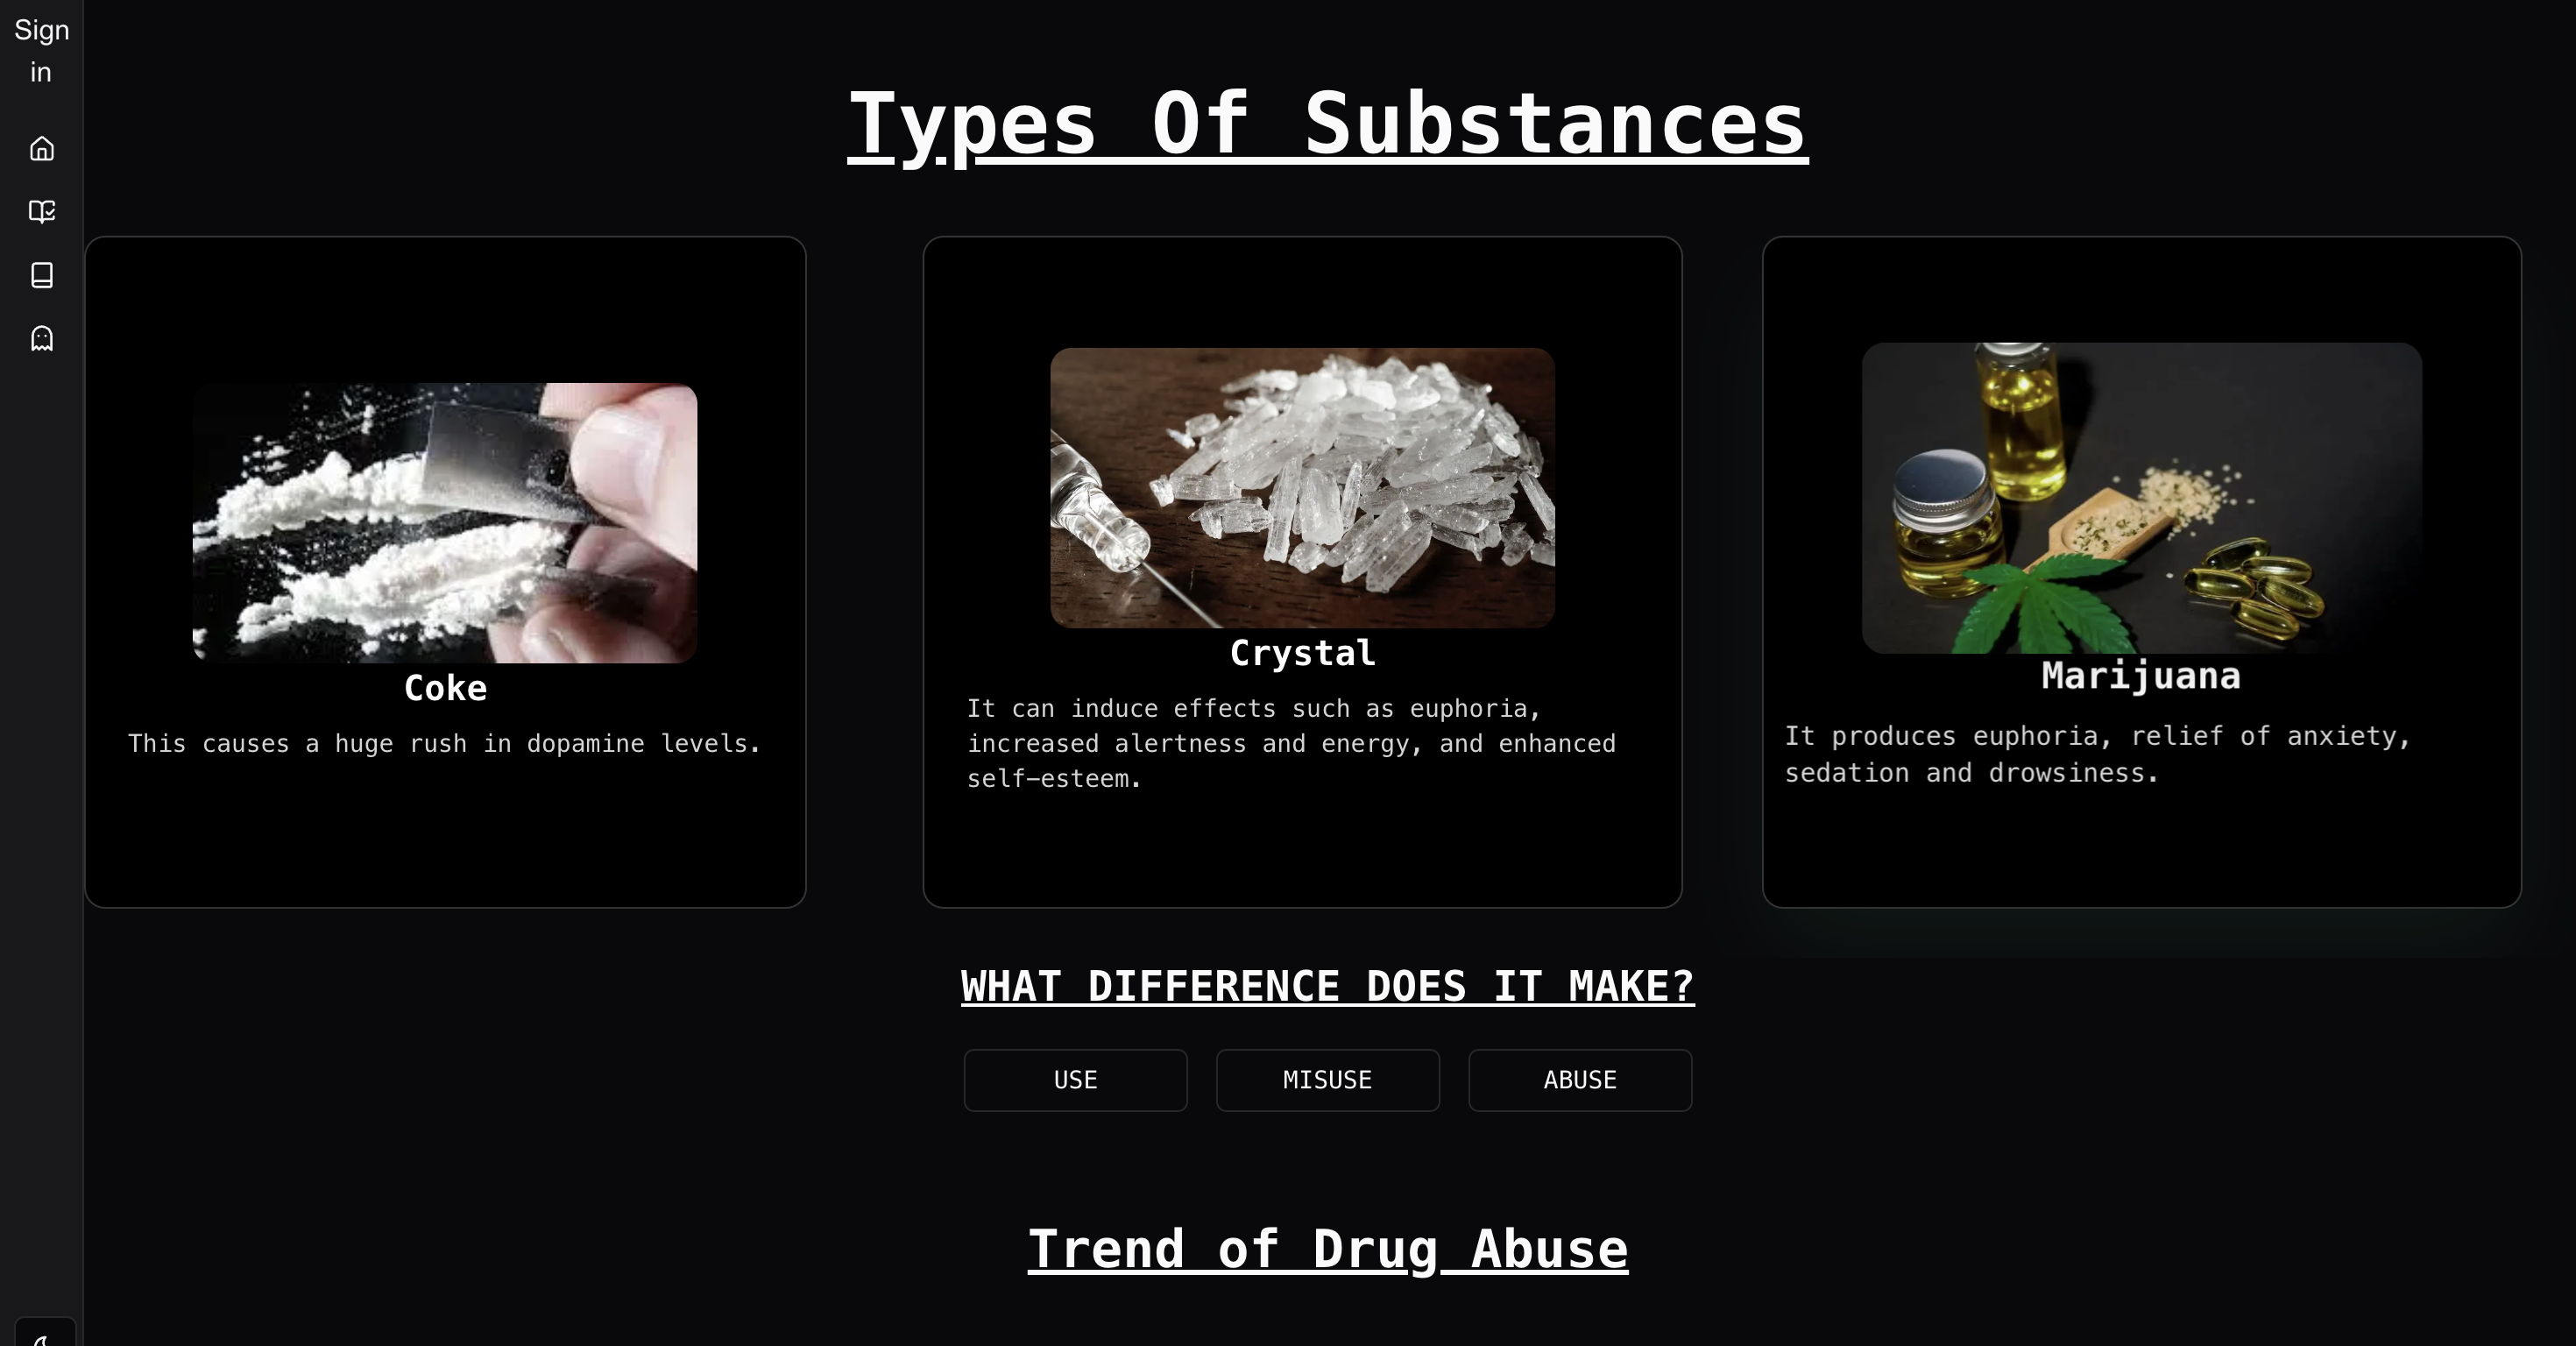 Sign
in
Types Of Substances
Coke
This causes a huge rush in dopamine levels.
Crystal
It can induce effects such as euphoria,
increased alertness and energy, and enhanced
self-esteem.
Marijuana
It produces euphoria, relief of anxiety,
sedation and drowsiness.
WHAT DIFFERENCE DOES IT MAKE?
USE
MISUSE
ABUSE
Trend of Drug Abuse